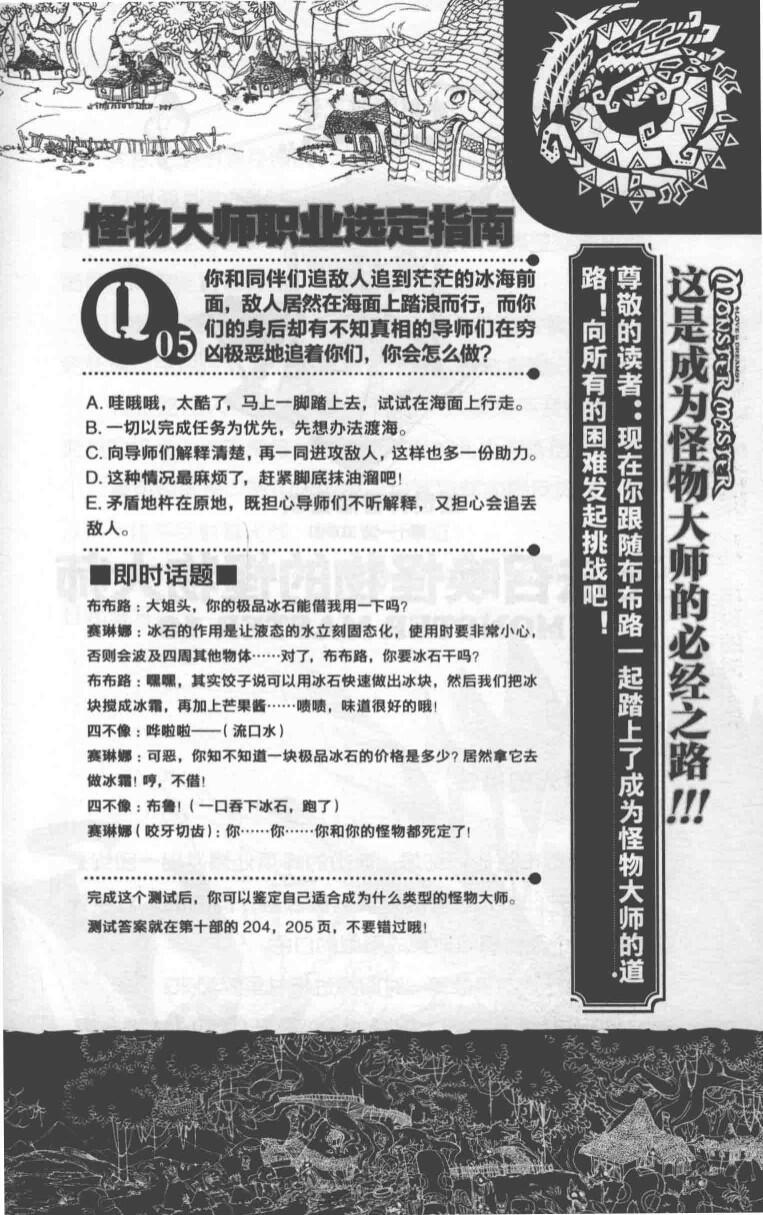 怪物大师职业选定指南
Q05
你和同伴们追敌人追到茫茫的冰海前
面，敌人居然在海面上踏浪而行，而你
们的身后却有不知真相的导师们在穷
凶极恶地追着你们，你会怎么做？
A. 哇哦哦，太酷了，马上一脚踏上去，试试在海面上行走。
B. 一切以完成任务为优先，先想办法渡海。
C. 向导师们解释清楚，再一同进攻敌人，这样也多一份助力。
D. 这种情况最麻烦了，赶紧脚底抹油溜吧！
E. 矛盾地杵在原地，既担心导师们不听解释，又担心会追丢
敌人。
■即时话题■
布布路：大姐头，你的极品冰石能借我用一下吗？
赛琳娜：冰石的作用是让液态的水立刻固态化，使用时要非常小心，
否则会波及四周其他物体……对了，布布路，你要冰石干吗？
布布路：嘿嘿，其实饺子说可以用冰石快速做出冰块，然后我们把冰
块搅成冰霜，再加上芒果酱……啧啧，味道很好的哦！
四不像：哗啦啦——（流口水）
赛琳娜：可恶，你知不知道一块极品冰石的价格是多少？居然拿它去
做冰霜！哼，不借！
四不像：布鲁！（一口吞下冰石，跑了）
赛琳娜（咬牙切齿）：你……你……你和你的怪物都死定了！
完成这个测试后，你可以鉴定自己适合成为什么类型的怪物大师。
测试答案就在第十部的 204，205 页，不要错过哦！
MONSTER MASTER
LOVE & DREAMS
这是成为怪物大师的必经之路!!!
尊敬的读者：现在你跟随布布路一起踏上了成为怪物大师的道
路！向所有的困难发起挑战吧！